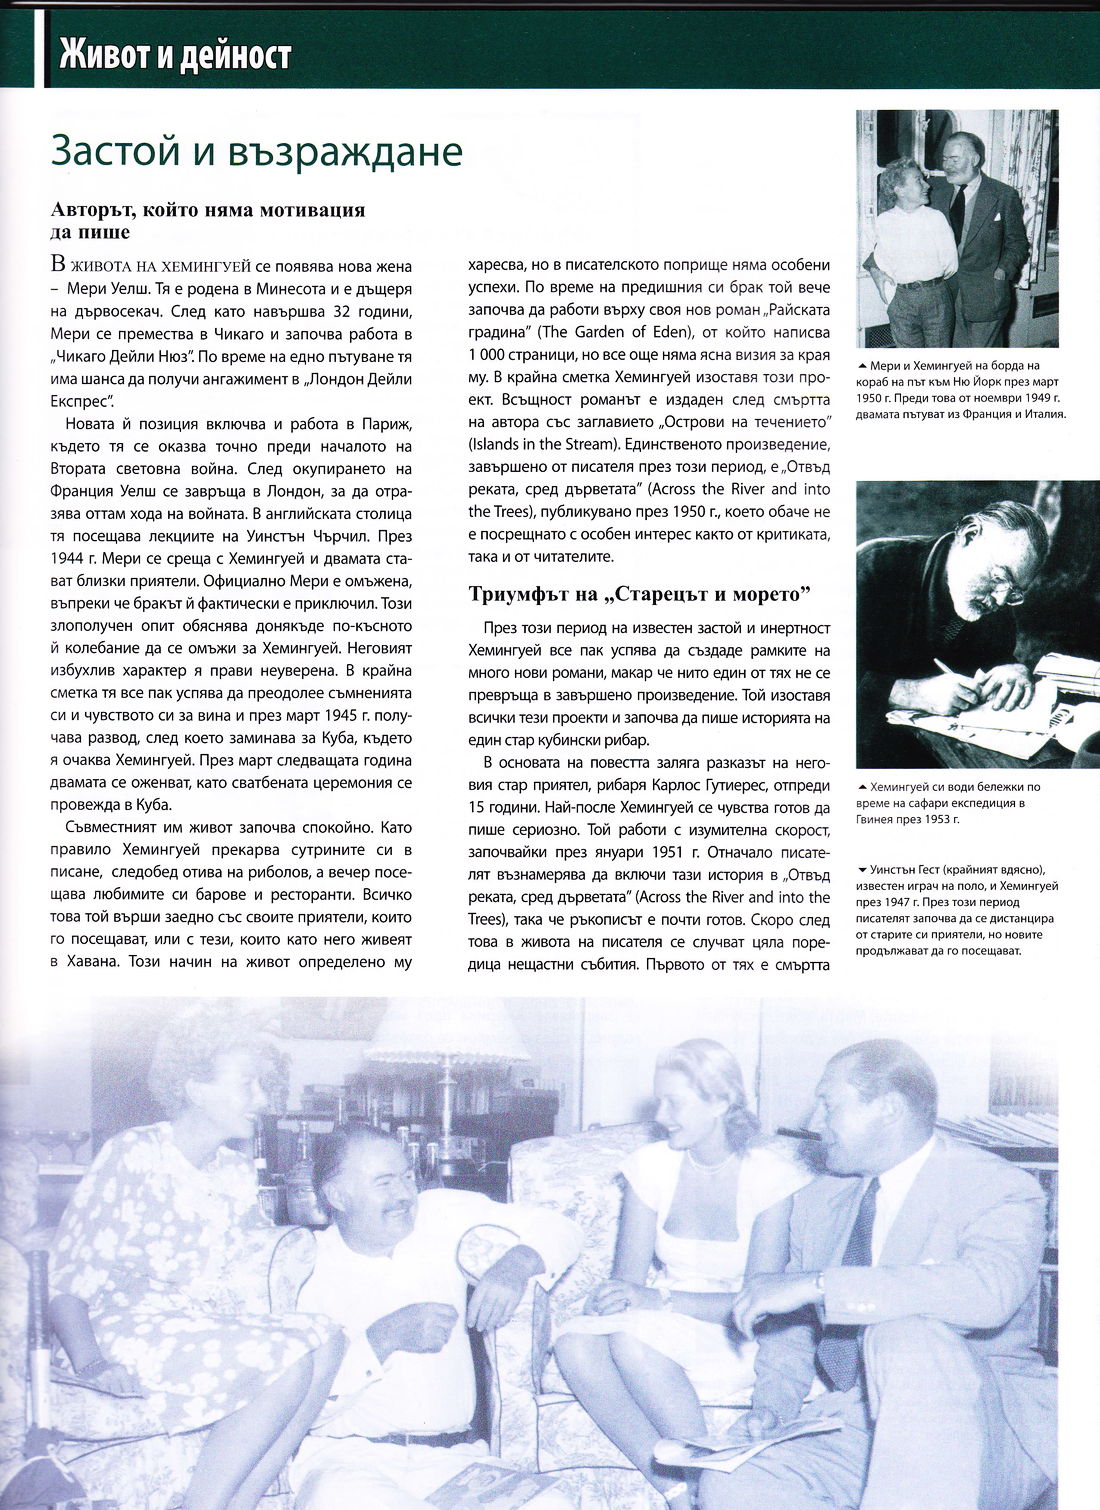 Живот и дейност
Застой и възраждане
Авторът, който няма мотивация
да пише
В ЖИВОТА НА ХЕМИНГУЕЙ се появява нова жена
– Мери Уелш. Тя е родена в Минесота и е дъщеря
на дървосекач. След като навършва 32 години,
Мери се премества в Чикаго и започва работа в
„Чикаго Дейли Нюз”. По време на едно пътуване тя
има шанса да получи ангажимент в „Лондон Дейли
Експрес”.
Новата ѝ позиция включва и работа в Париж,
където тя се оказва точно преди началото на
Втората световна война. След окупирането на
Франция Уелш се завръща в Лондон, за да отра-
зява оттам хода на войната. В английската столица
тя посещава лекциите на Уинстън Чърчил. През
1944 г. Мери се среща с Хемингуей и двамата ста-
ват близки приятели. Официално Мери е омъжена,
въпреки че бракът й фактически е приключил. Този
злополучен опит обяснява донякъде по-късното
й колебание да се омъжи за Хемингуей. Неговият
избухлив характер я прави неуверена. В крайна
сметка тя все пак успява да преодолее съмненията
си и чувството си за вина и през март 1945 г. полу-
чава развод, след което заминава за Куба, където
я очаква Хемингуей. През март следващата година
двамата се оженват, като сватбената церемония се
провежда в Куба.
Съвместният им живот започва спокойно. Като
правило Хемингуей прекарва сутрините си в
писане, следобед отива на риболов, а вечер посе-
щава любимите си барове и ресторанти. Всичко
това той върши заедно със своите приятели, които
го посещават, или с тези, които като него живеят
в Хавана. Този начин на живот определено му
харесва, но в писателското поприще няма особени
успехи. По време на предишния си брак той вече
започва да работи върху своя нов роман „Райската
градина” (The Garden of Eden), от който написва
1 000 страници, но все още няма ясна визия за края
му. В крайна сметка Хемингуей изоставя този про-
ект. Всъщност романът е издаден след смъртта
на автора със заглавието „Острови на течението”
(Islands in the Stream). Единственото произведение,
завършено от писателя през този период, е „Отвъд
реката, сред дърветата” (Across the River and into
the Trees), публикувано през 1950 г., което обаче не
е посрещнато с особен интерес както от критиката,
така и от читателите.
Триумфът на „Старецът и морето”
През този период на известен застой и инертност
Хемингуей все пак успява да създаде рамките на
много нови романи, макар че нито един от тях не се
превръща в завършено произведение. Той изоставя
всички тези проекти и започва да пише историята на
един стар кубински рибар.
В основата на повестта заляга разказът на него-
вия стар приятел, рибаря Карлос Гутиерес, отпреди
15 години. Най-после Хемингуей се чувства готов да
пише сериозно. Той работи с изумителна скорост,
започвайки през януари 1951 г. Отначало писате-
лят възнамерява да включи тази история в „Отвъд
реката, сред дърветата” (Across the River and into the
Trees), така че ръкописът е почти готов. Скоро след
това в живота на писателя се случват цяла поре-
дица нещастни събития. Първото от тях е смъртта
▲ Мери и Хемингуей на борда на
кораб на път към Ню Йорк през март
1950 г. Преди това от ноември 1949 г.
двамата пътуват из Франция и Италия.
▲ Хемингуей си води бележки по
време на сафари експедиция в
Гвинея през 1953 г.
▼ Уинстън Гест (крайният вдясно),
известен играч на поло, и Хемингуей
през 1947 г. През този период
писателят започва да се дистанцира
от старите си приятели, но новите
продължават да го посещават.